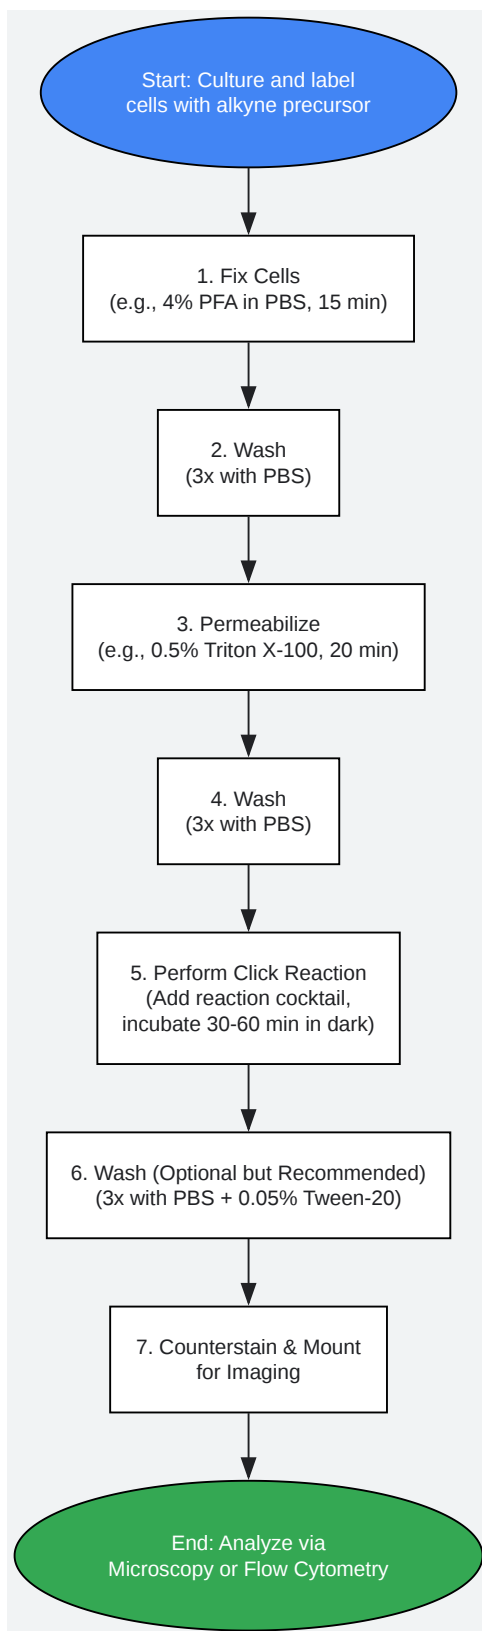 Start: Culture and label
cells with alkyne precursor
1. Fix Cells
(e.g., 4% PFA in PBS, 15 min)
2. Wash
(3x with PBS)
3. Permeabilize
(e.g., 0.5% Triton X-100, 20 min)
4. Wash
(3x with PBS)
5. Perform Click Reaction
(Add reaction cocktail,
incubate 30-60 min in dark)
6. Wash (Optional but Recommended)
(3x with PBS + 0.05% Tween-20)
7. Counterstain & Mount
for Imaging
End: Analyze via
Microscopy or Flow Cytometry